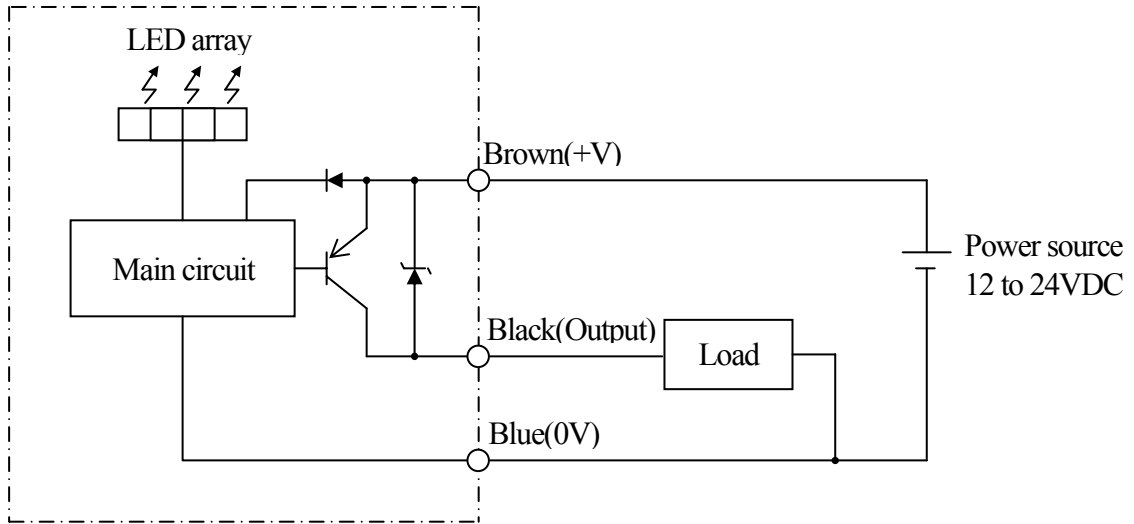 LED array
Brown(+V)
Main circuit
Power source
12 to 24VDC
Black(Output)
Load
Blue(0V)